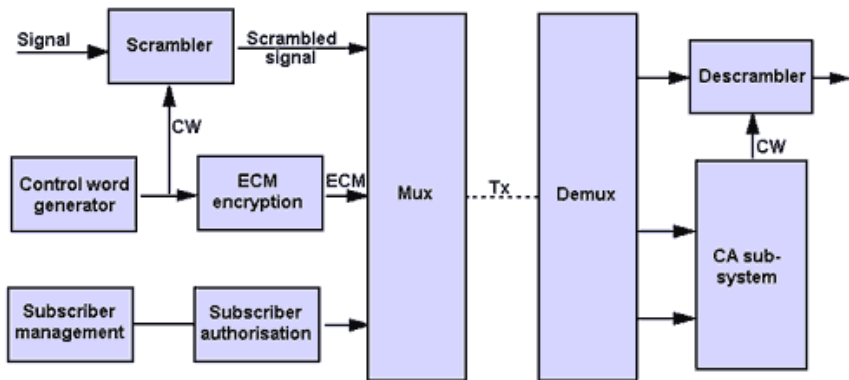 Signal
Scrambler
Scrambled
signal
CW
Control word
generator
ECM
encryption
ECM
Subscriber
management
Subscriber
authorisation
Mux
Tx
Demux
Descrambler
CW
CA sub-
system